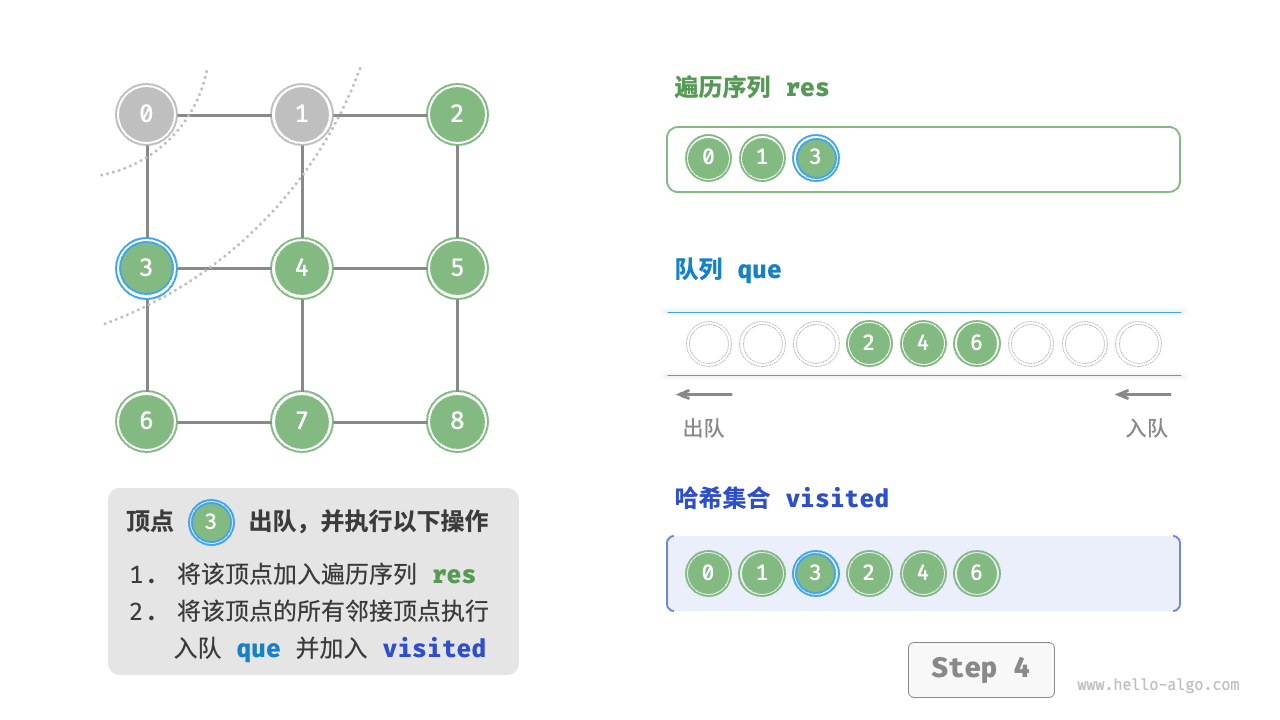 0 1 2
3 4 5
6 7 8
顶点 3 出队，并执行以下操作
1. 将该顶点加入遍历序列 res
2. 将该顶点的所有邻接顶点执行
入队 que 并加入 visited
遍历序列 res
0 1 3
队列 que
2 4 6
出队 入队
哈希集合 visited
0 1 3 2 4 6
Step 4
www.hello-algo.com